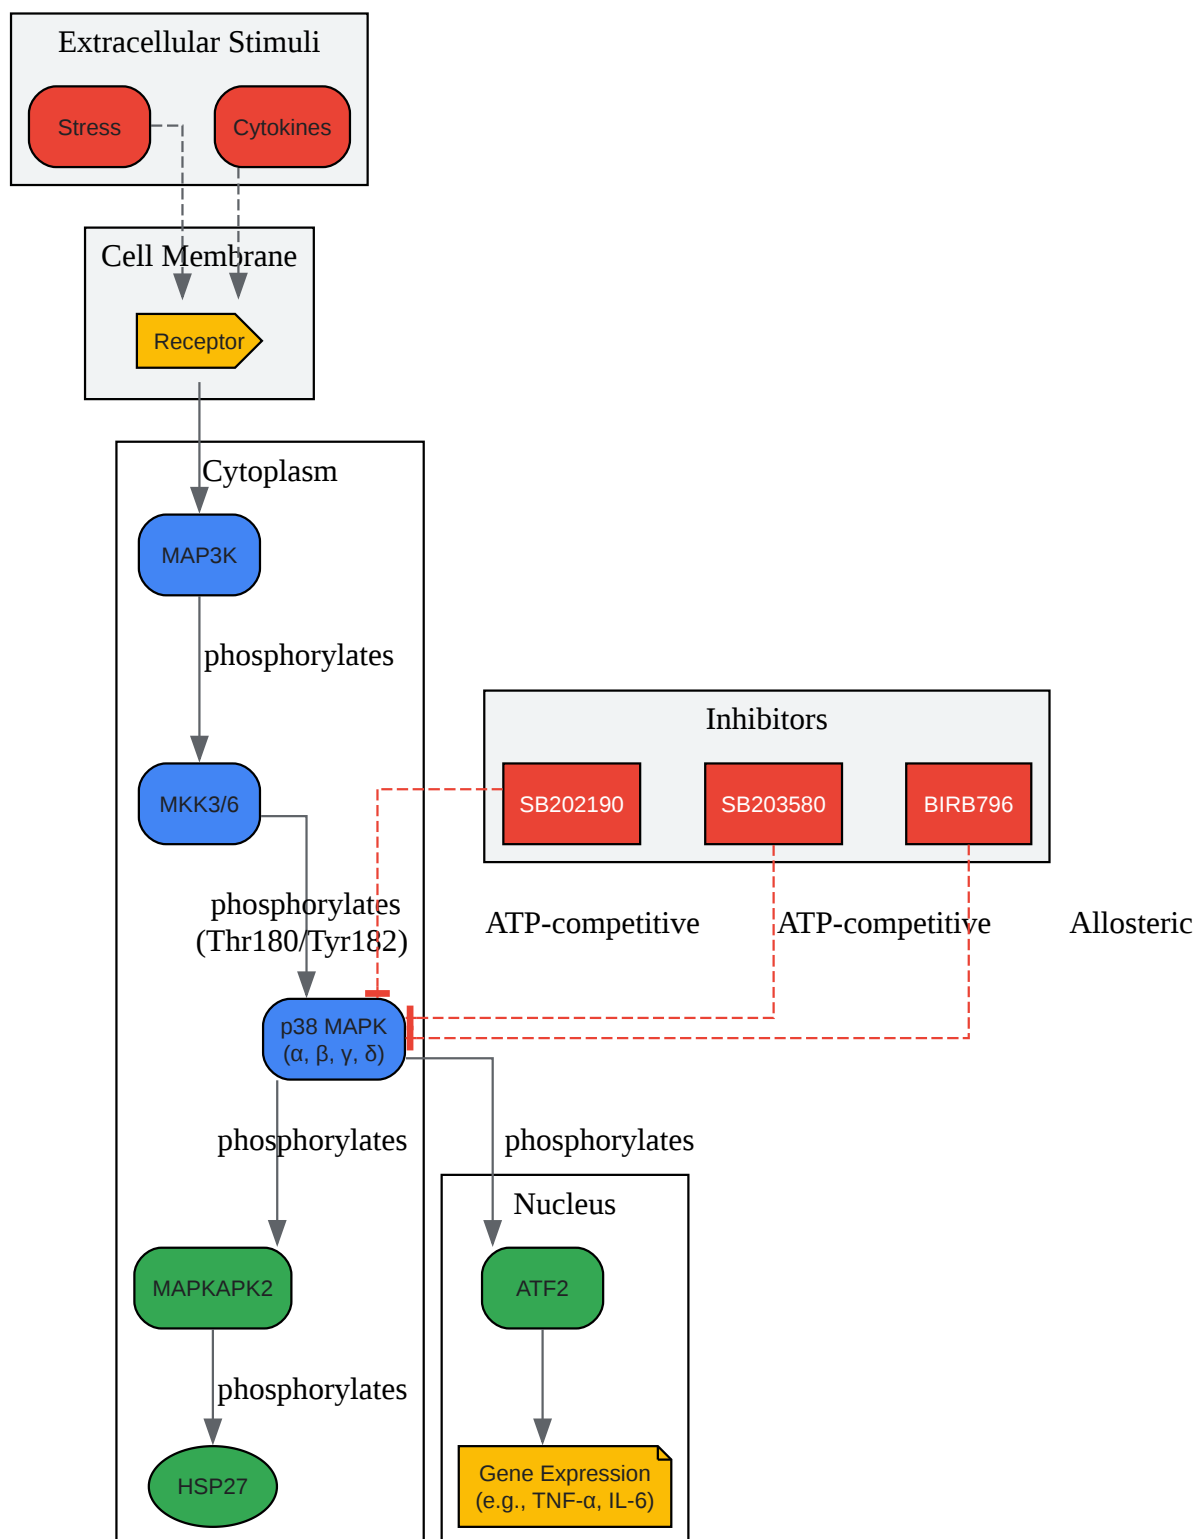 Extracellular Stimuli
Stress
Cytokines
Cell Membrane
Receptor
Cytoplasm
MAP3K
phosphorylates
Inhibitors
MKK3/6
SB202190
SB203580
BIRB796
phosphorylates
(Thr180/Tyr182)
ATP-competitive
ATP-competitive
Allosteric
p38 MAPK
(α, β, γ, δ)
phosphorylates
phosphorylates
Nucleus
MAPKAPK2
ATF2
phosphorylates
HSP27
Gene Expression
(e.g., TNF-α, IL-6)